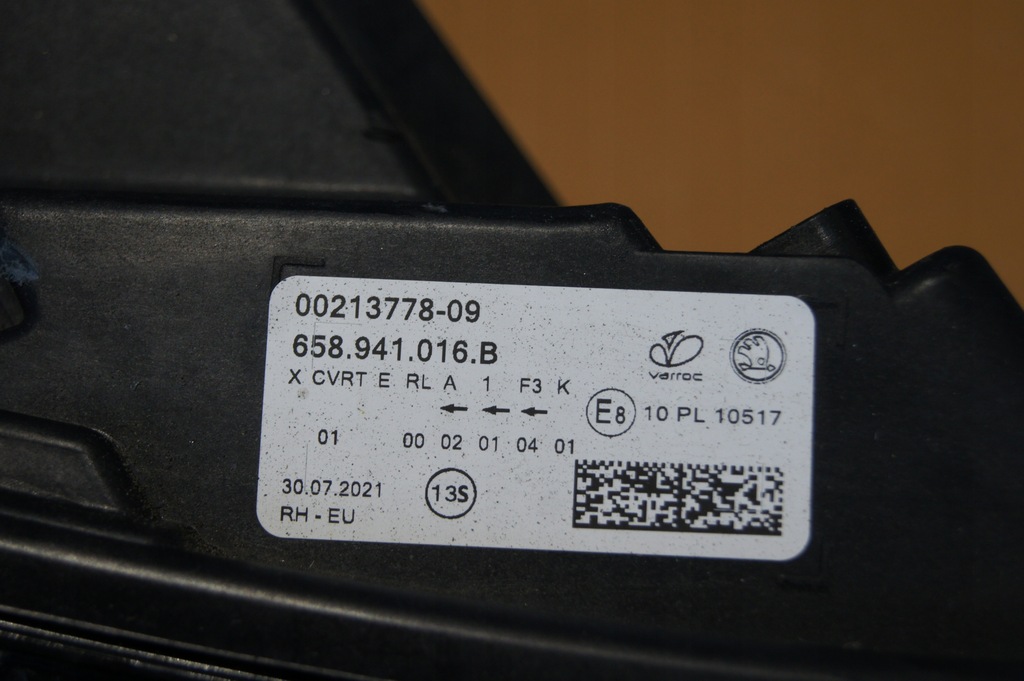 00213778-09
658.941.016.B
varroc
X CVRT E RL A 1 F3 K
← ← ←
E8 10 PL 10517
01 00 02 01 04 01
30.07.2021
13S
RH - EU